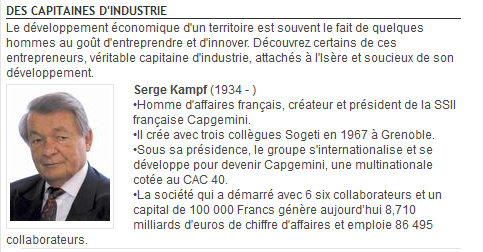 DES CAPITAINES D'INDUSTRIE
Le développement économique d'un territoire est souvent le fait de quelques
hommes au goût d'entreprendre et d'innover. Découvrez certains de ces
entrepreneurs, véritable capitaine d'industrie, attachés à l'Isère et soucieux de son
développement.
Serge Kampf (1934 - )
•Homme d'affaires français, créateur et président de la SSII
française Capgemini.
•Il crée avec trois collègues Sogeti en 1967 à Grenoble.
•Sous sa présidence, le groupe s'internationalise et se
développe pour devenir Capgemini, une multinationale
cotée au CAC 40.
•La société qui a démarré avec 6 six collaborateurs et un
capital de 100 000 Francs génère aujourd'hui 8,710
milliards d'euros de chiffre d'affaires et emploie 86 495
collaborateurs.